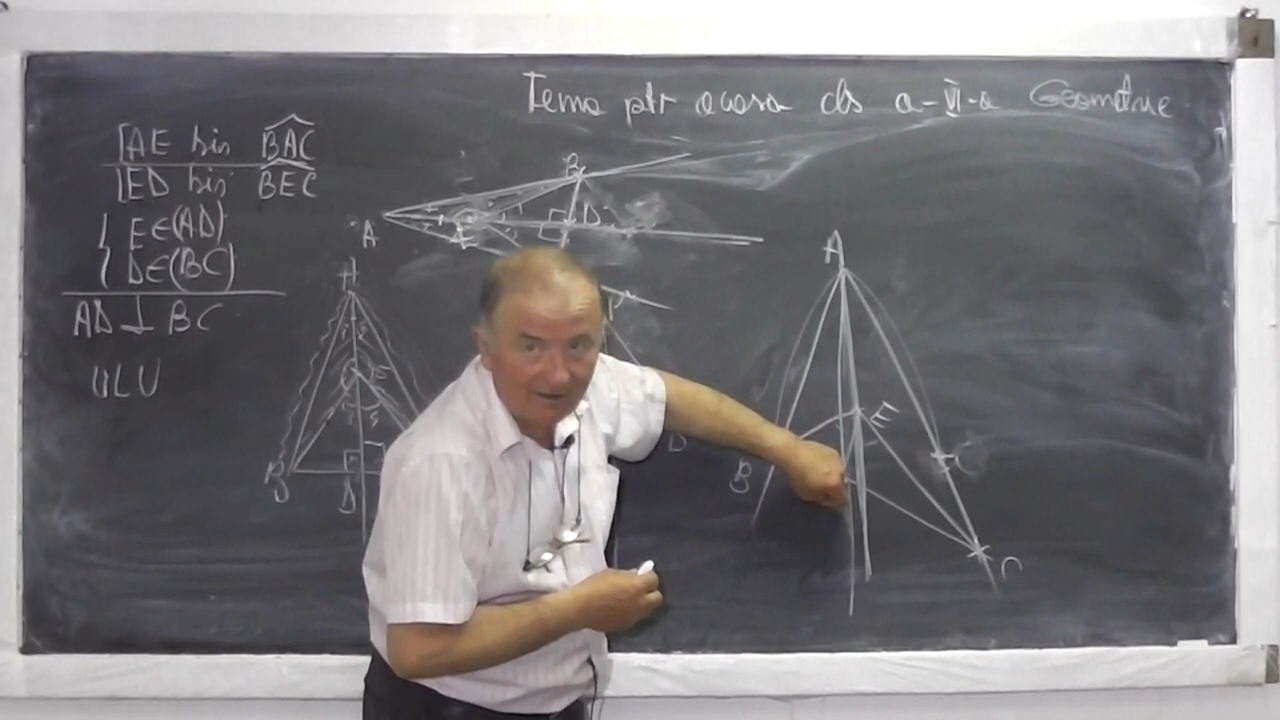 Tema ptr acasa cls a-VI-a Geometrie
[AE bis BAC
[ED bis BEC
E∈(AD)
D∈(BC)
AD ⊥ BC
ULU
B
A
D
E
A
B
D
E
D
A
E
B
C
C